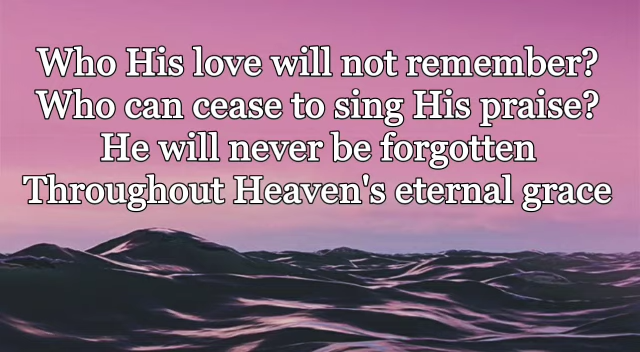 Who His love will not remember?
Who can cease to sing His praise?
He will never be forgotten
Throughout Heaven's eternal grace